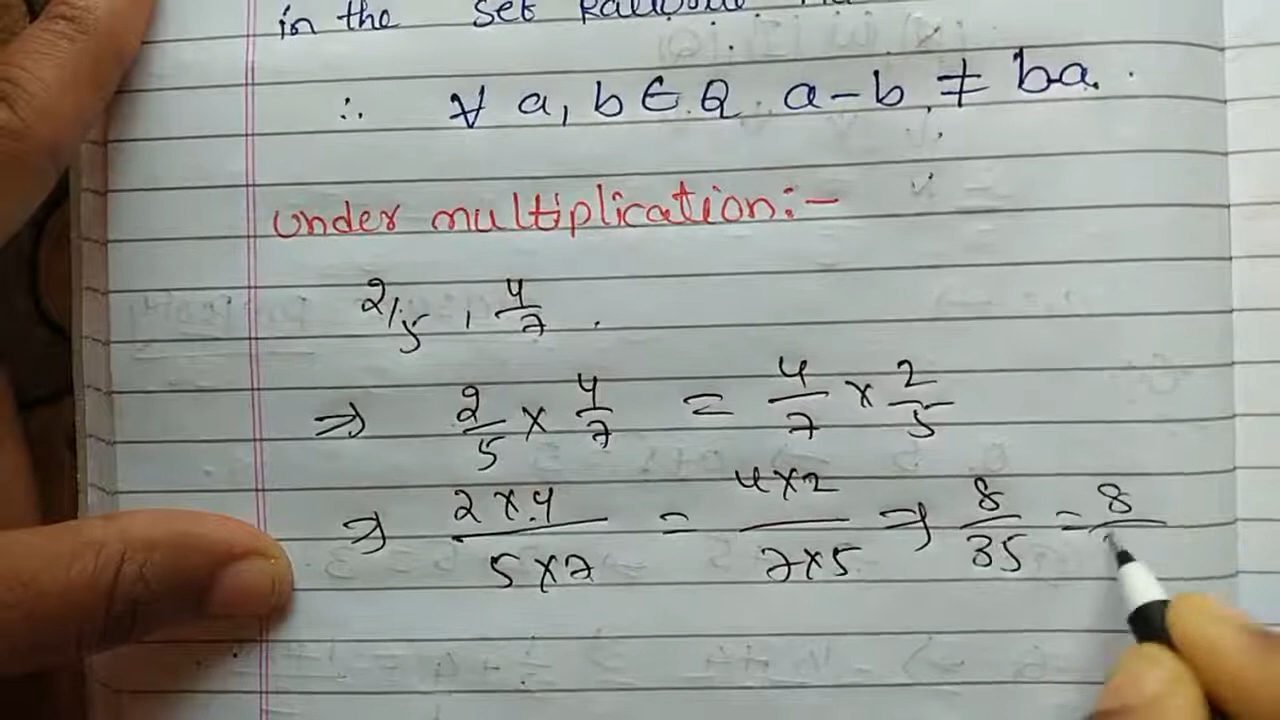 in the set
∴ ∀ a, b ∈ Q. a - b ≠ ba.
Under multiplication:-
2/5 , 4/7 .
⇒ 2/5 × 4/7 = 4/7 × 2/5
⇒ 2 × 4 / 5 × 7 = 4 × 2 / 7 × 5 ⇒ 8/35 = 8/